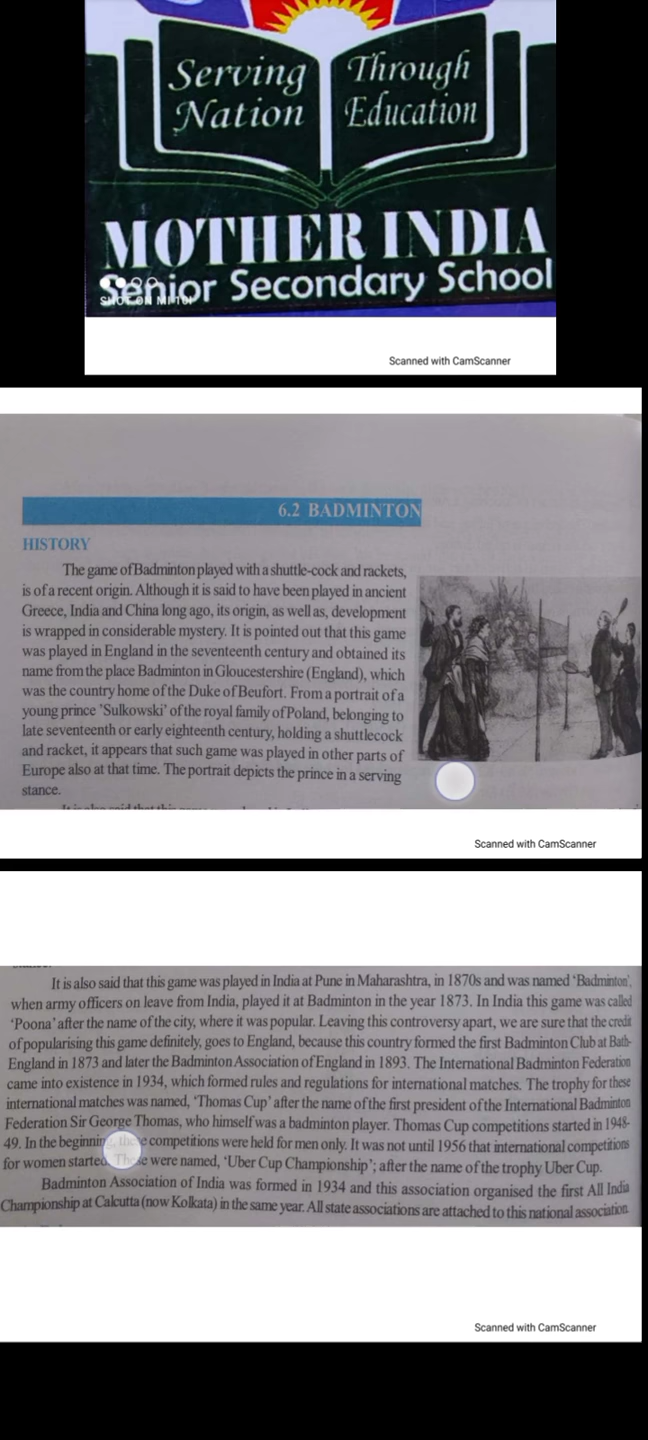 Serving Through
Nation Education
MOTHER INDIA
Senior Secondary School
SHOT ON MI 10i
Scanned with CamScanner
6.2 BADMINTON
HISTORY
The game of Badminton played with a shuttle-cock and rackets,
is of a recent origin. Although it is said to have been played in ancient
Greece, India and China long ago, its origin, as well as, development
is wrapped in considerable mystery. It is pointed out that this game
was played in England in the seventeenth century and obtained its
name from the place Badminton in Gloucestershire (England), which
was the country home of the Duke of Beufort. From a portrait of a
young prince 'Sulkowski' of the royal family of Poland, belonging to
late seventeenth or early eighteenth century, holding a shuttlecock
and racket, it appears that such game was played in other parts of
Europe also at that time. The portrait depicts the prince in a serving
stance.
It is also said that this game
Scanned with CamScanner
It is also said that this game was played in India at Pune in Maharashtra, in 1870s and was named 'Badminton',
when army officers on leave from India, played it at Badminton in the year 1873. In India this game was called
'Poona' after the name of the city, where it was popular. Leaving this controversy apart, we are sure that the credit
of popularising this game definitely, goes to England, because this country formed the first Badminton Club at Bath-
England in 1873 and later the Badminton Association of England in 1893. The International Badminton Federation
came into existence in 1934, which formed rules and regulations for international matches. The trophy for these
international matches was named, 'Thomas Cup' after the name of the first president of the International Badminton
Federation Sir George Thomas, who himself was a badminton player. Thomas Cup competitions started in 1948-
49. In the beginning, these competitions were held for men only. It was not until 1956 that international competitions
for women started. These were named, 'Uber Cup Championship'; after the name of the trophy Uber Cup.
Badminton Association of India was formed in 1934 and this association organised the first All India
Championship at Calcutta (now Kolkata) in the same year. All state associations are attached to this national association.
Scanned with CamScanner